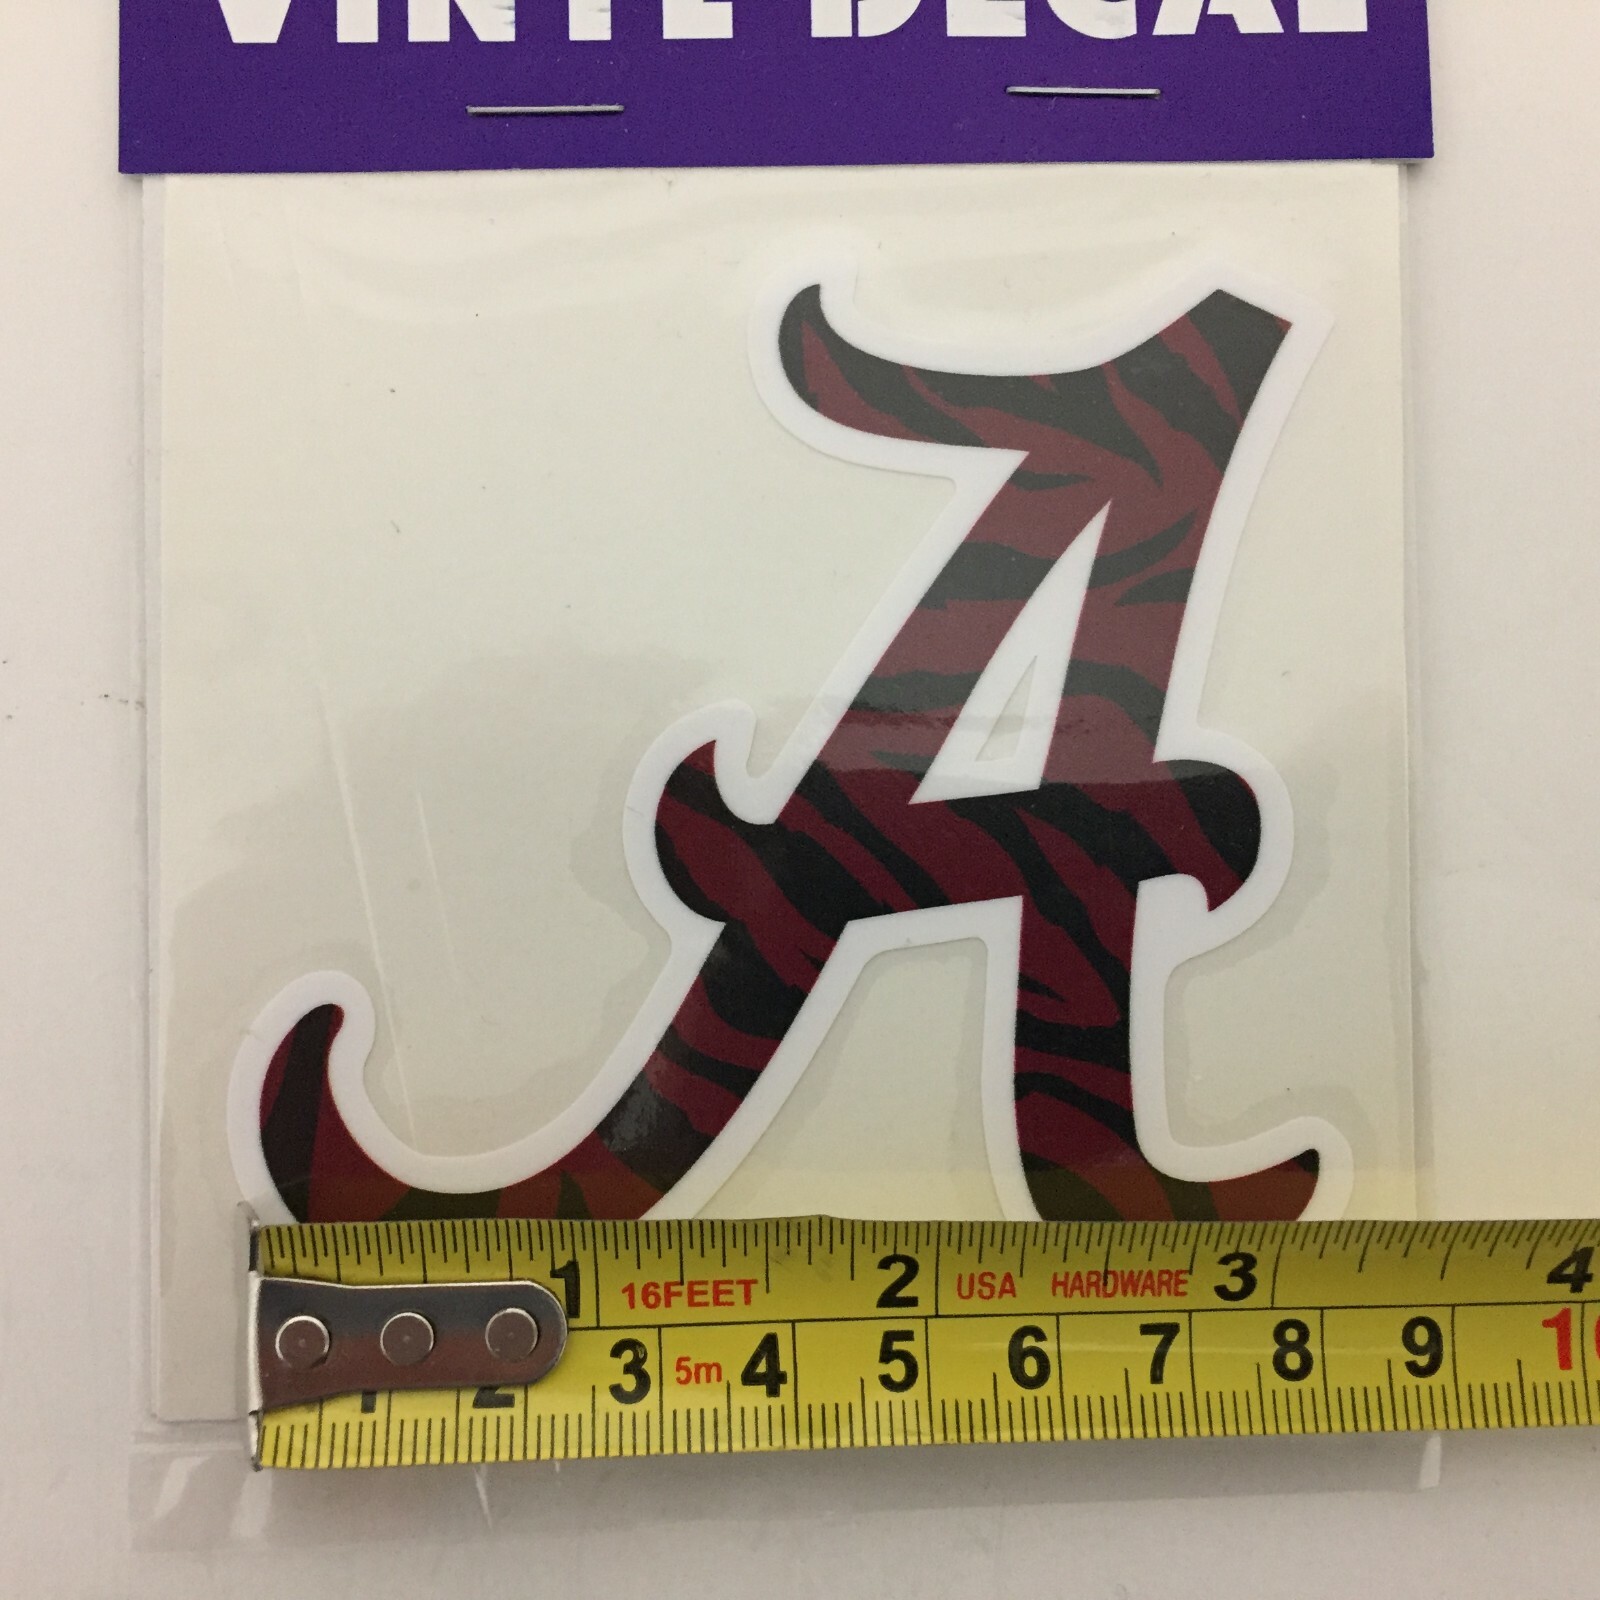 VINYL DECAL
A
1 16FEET 2 USA HARDWARE 3 4
1 2 3 5m 4 5 6 7 8 9